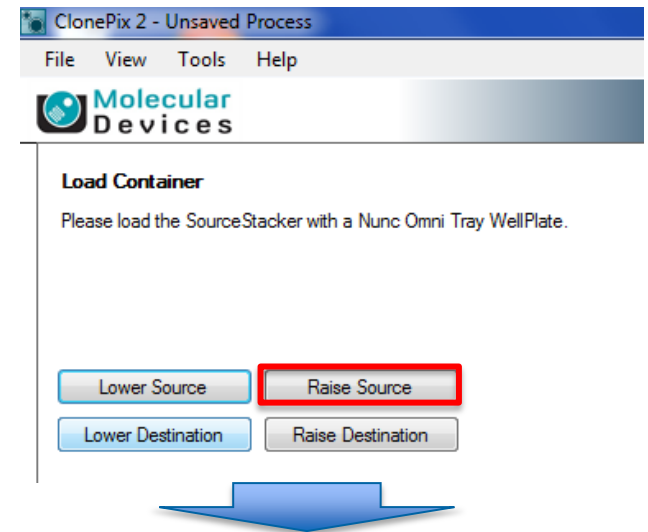 ClonePix 2 - Unsaved Process
File View Tools Help
Molecular
Devices
Load Container
Please load the SourceStacker with a Nunc Omni Tray WellPlate.
Lower Source Raise Source
Lower Destination Raise Destination